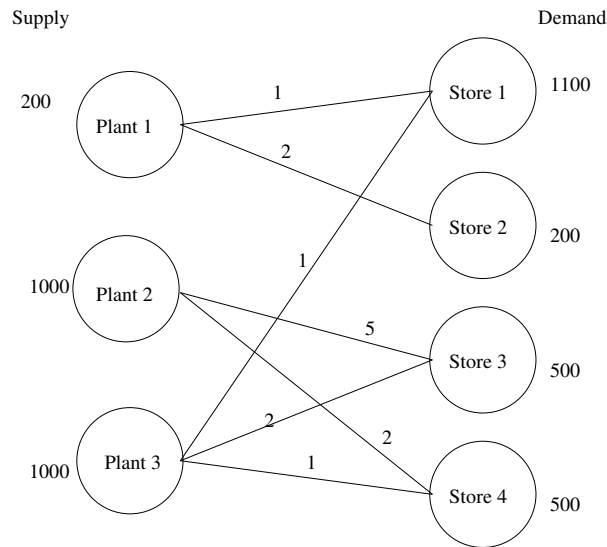 Supply
Demand
200
Plant 1
1
Store 1
1100
2
Store 2
200
1000
Plant 2
1
5
Store 3
500
1000
Plant 3
2
2
1
Store 4
500